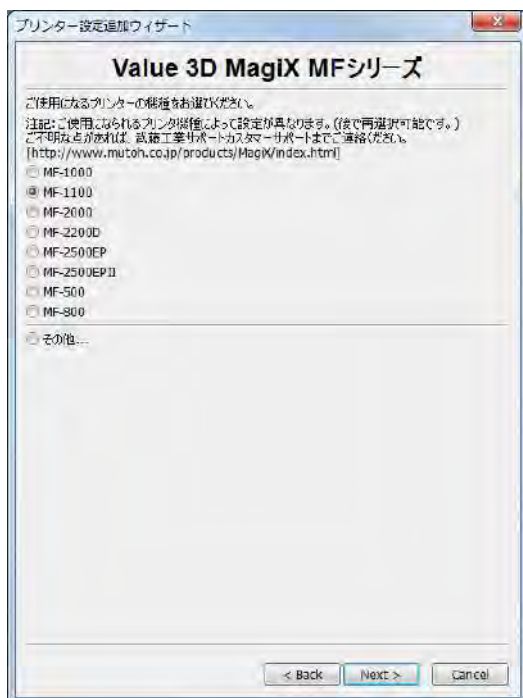 プリンター設定追加ウィザード
Value 3D MagiX MFシリーズ
ご使用になるプリンターの機種をお選びください。
注記:ご使用になられるプリンタ機種によって設定が異なります。(後で再選択可能です。)
ご不明な点があれば、武藤工業サポートカスタマーサポートまでご連絡ください。
[http://www.mutoh.co.jp/products/MagiX/index.html]
MF-1000
MF-1100
MF-2000
MF-2200D
MF-2500EP
MF-2500EPII
MF-500
MF-800
その他...
< Back
Next >
Cancel